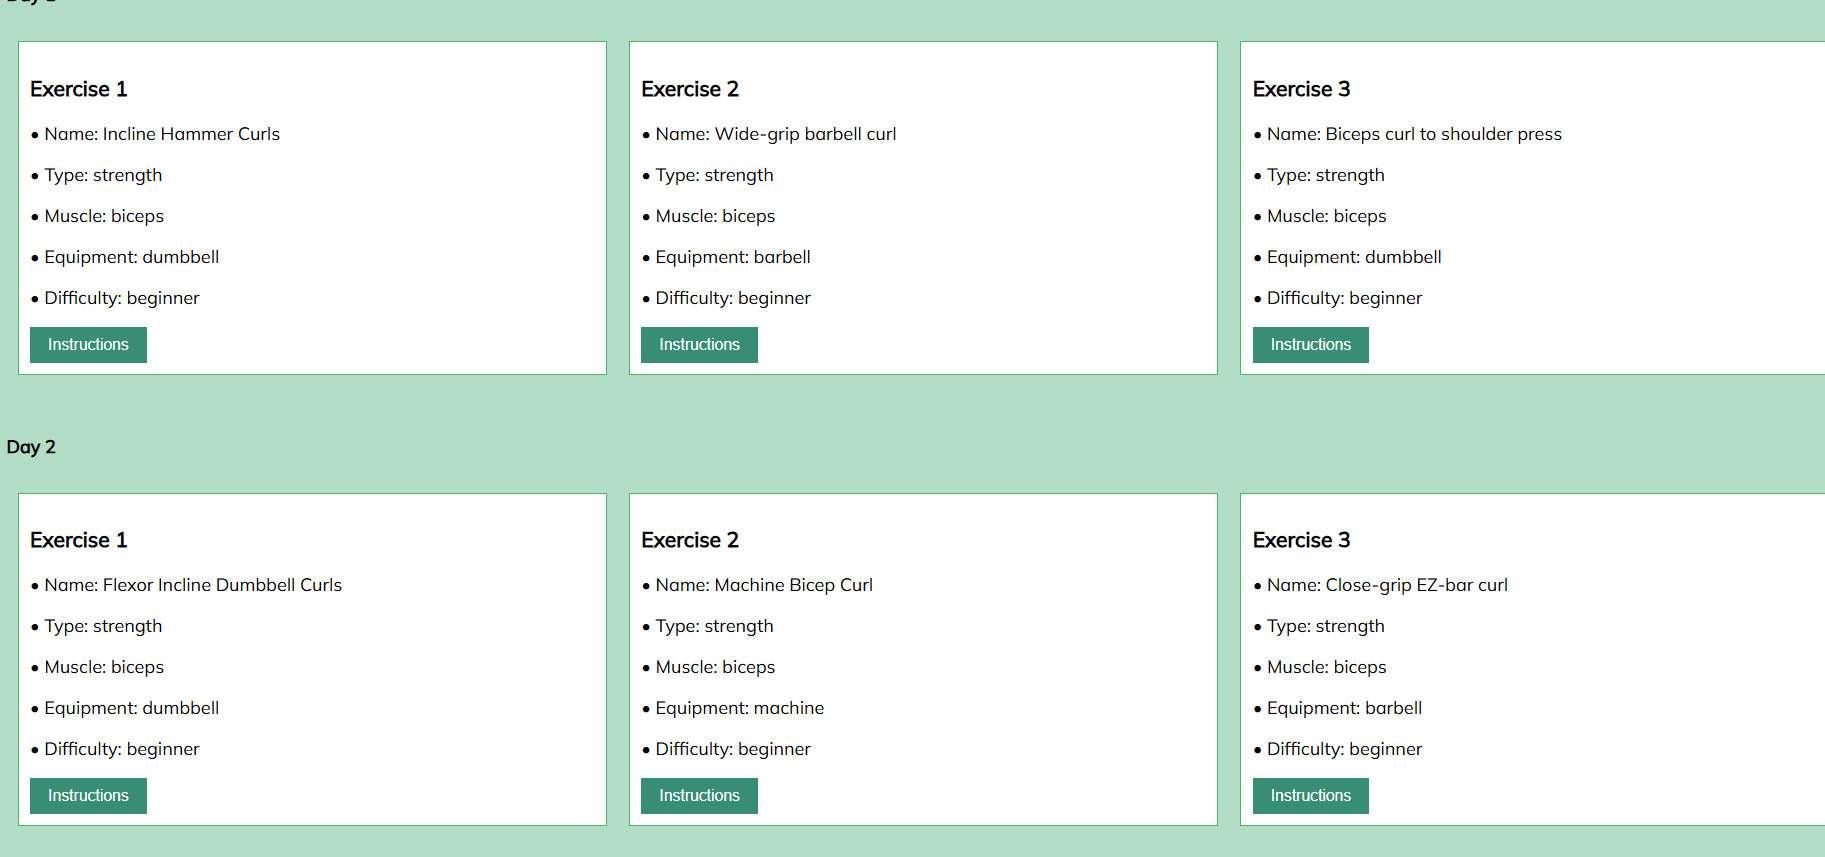 Day
Exercise 1
• Name: Incline Hammer Curls
• Type: strength
• Muscle: biceps
• Equipment: dumbbell
• Difficulty: beginner
Instructions
Exercise 2
• Name: Wide-grip barbell curl
• Type: strength
• Muscle: biceps
• Equipment: barbell
• Difficulty: beginner
Instructions
Exercise 3
• Name: Biceps curl to shoulder press
• Type: strength
• Muscle: biceps
• Equipment: dumbbell
• Difficulty: beginner
Instructions
Day 2
Exercise 1
• Name: Flexor Incline Dumbbell Curls
• Type: strength
• Muscle: biceps
• Equipment: dumbbell
• Difficulty: beginner
Instructions
Exercise 2
• Name: Machine Bicep Curl
• Type: strength
• Muscle: biceps
• Equipment: machine
• Difficulty: beginner
Instructions
Exercise 3
• Name: Close-grip EZ-bar curl
• Type: strength
• Muscle: biceps
• Equipment: barbell
• Difficulty: beginner
Instructions